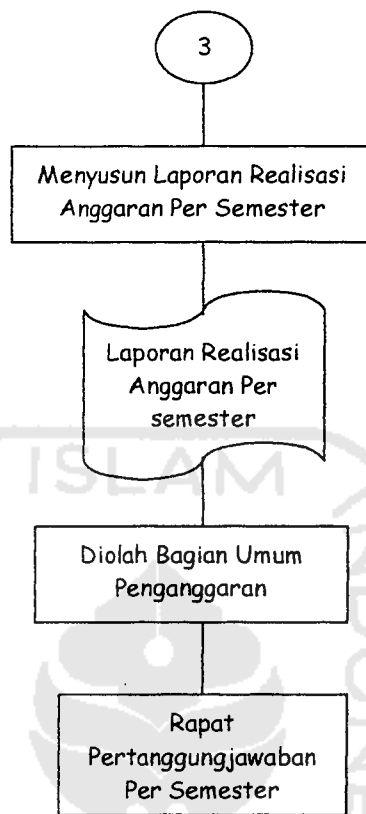 3
Menyusun Laporan Realisasi
Anggaran Per Semester
Laporan Realisasi
Anggaran Per
semester
ISLAM
Diolah Bagian Umum
Penganggaran
Rapat
Pertanggungjawaban
Per Semester